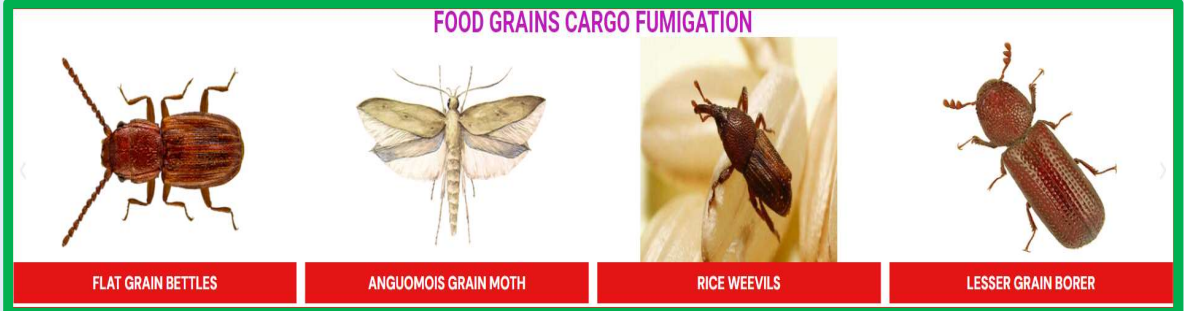 FOOD GRAINS CARGO FUMIGATION
FLAT GRAIN BETTLES
ANGUOMOIS GRAIN MOTH
RICE WEEVILS
LESSER GRAIN BORER